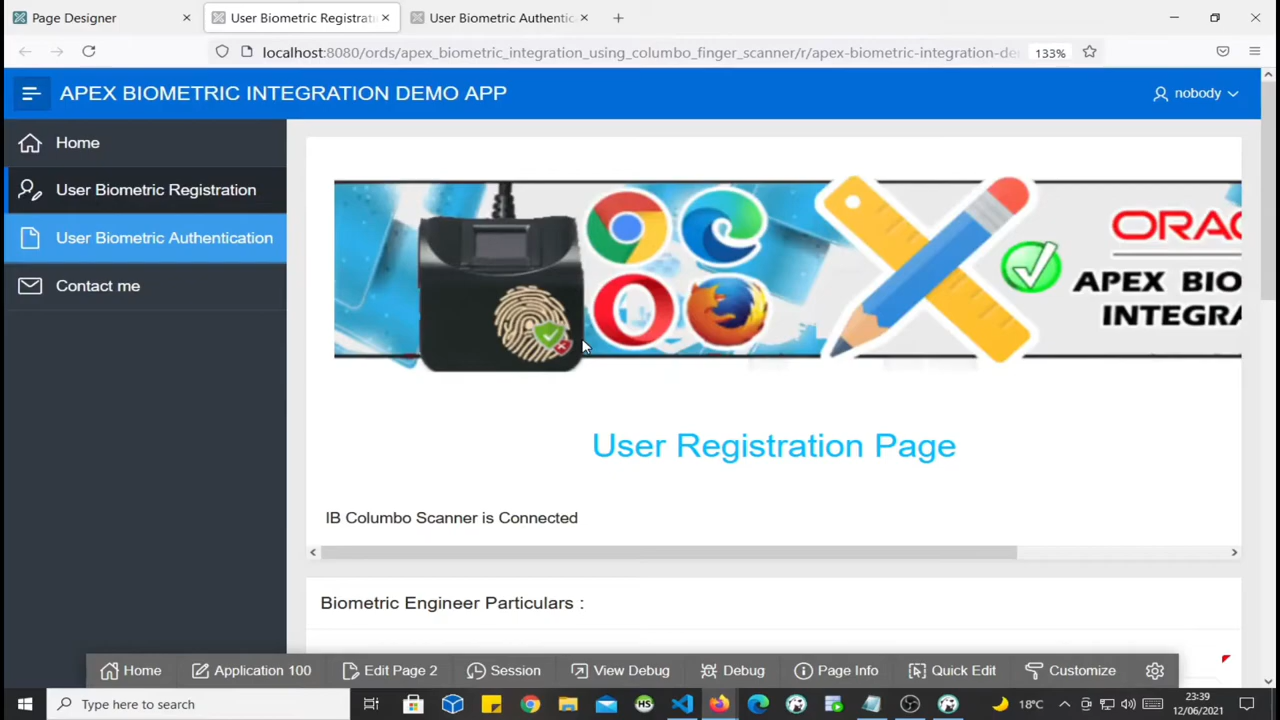 Page Designer
User Biometric Registrati
User Biometric Authentic
localhost:8080/ords/apex_biometric_integration_using_columbo_finger_scanner/r/apex-biometric-integration-de
133%
APEX BIOMETRIC INTEGRATION DEMO APP
nobody
Home
User Biometric Registration
User Biometric Authentication
Contact me
ORA
APEX BIO
INTEGRA
User Registration Page
IB Columbo Scanner is Connected
Biometric Engineer Particulars :
Home
Application 100
Edit Page 2
Session
View Debug
Debug
Page Info
Quick Edit
Customize
Type here to search
HS
18°C
23:39
12/06/2021